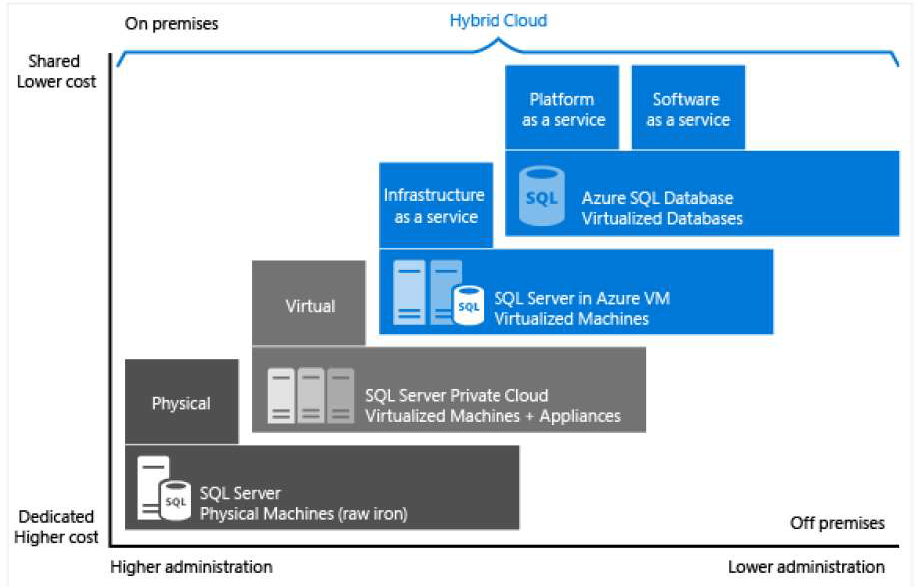 On premises
Hybrid Cloud
Shared
Lower cost
Platform
as a service
Software
as a service
SQL
Azure SQL Database
Virtualized Databases
Infrastructure
as a service
SQL
SQL Server in Azure VM
Virtualized Machines
Virtual
SQL Server Private Cloud
Virtualized Machines + Appliances
Physical
SQL
SQL Server
Physical Machines (raw iron)
Dedicated
Higher cost
Off premises
Higher administration
Lower administration